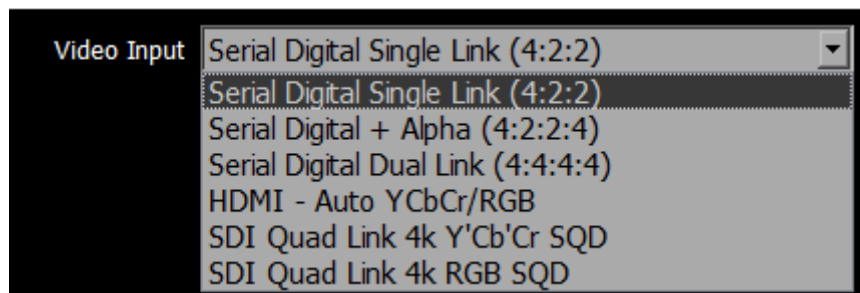 Video Input Serial Digital Single Link (4:2:2)
Serial Digital Single Link (4:2:2)
Serial Digital + Alpha (4:2:2:4)
Serial Digital Dual Link (4:4:4:4)
HDMI - Auto YCbCr/RGB
SDI Quad Link 4k Y'Cb'Cr SQD
SDI Quad Link 4k RGB SQD